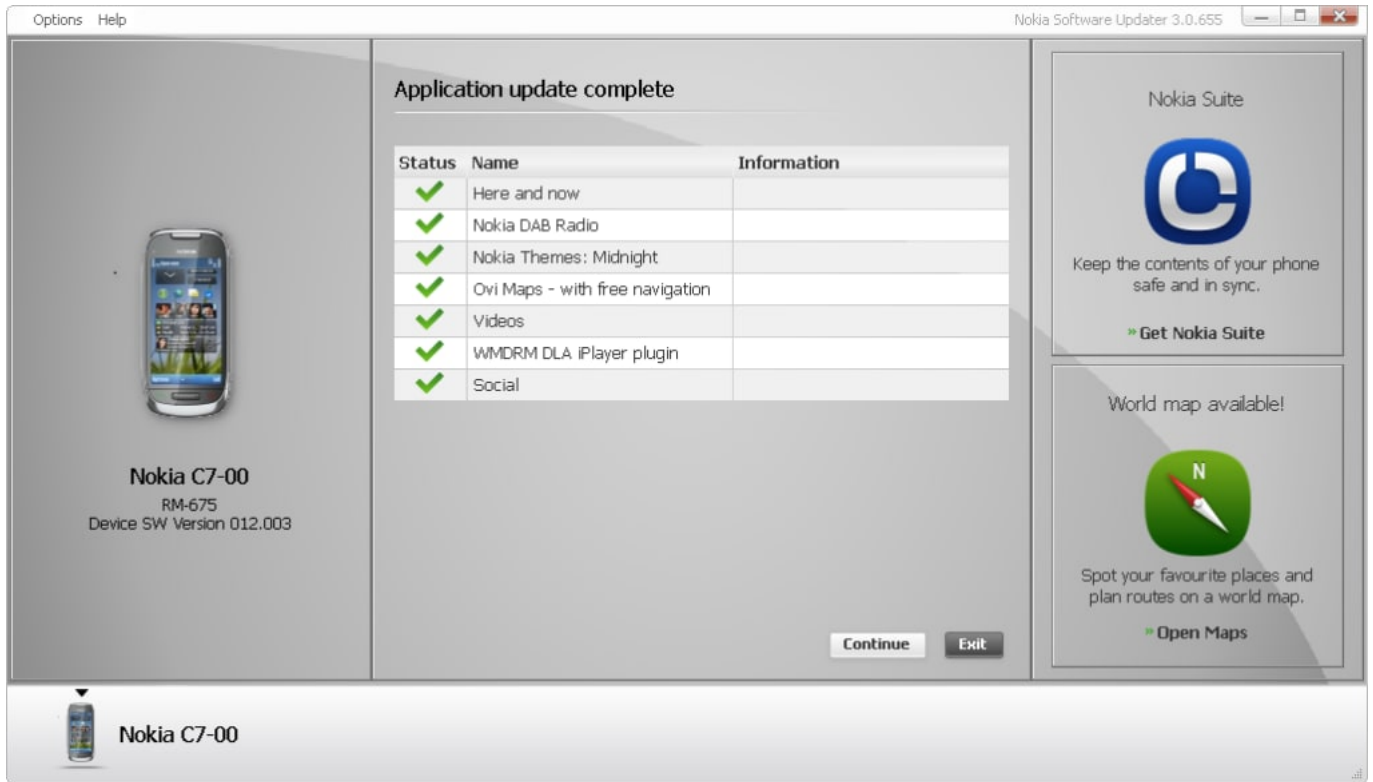 Options Help
Nokia Software Updater 3.0.655
Application update complete
Status Name Information
Here and now
Nokia DAB Radio
Nokia Themes: Midnight
Ovi Maps - with free navigation
Videos
WMDRM DLA iPlayer plugin
Social
Continue Exit
Nokia C7-00
RM-675
Device SW Version 012.003
Nokia Suite
Keep the contents of your phone
safe and in sync.
» Get Nokia Suite
World map available!
N
Spot your favourite places and
plan routes on a world map.
» Open Maps
Nokia C7-00